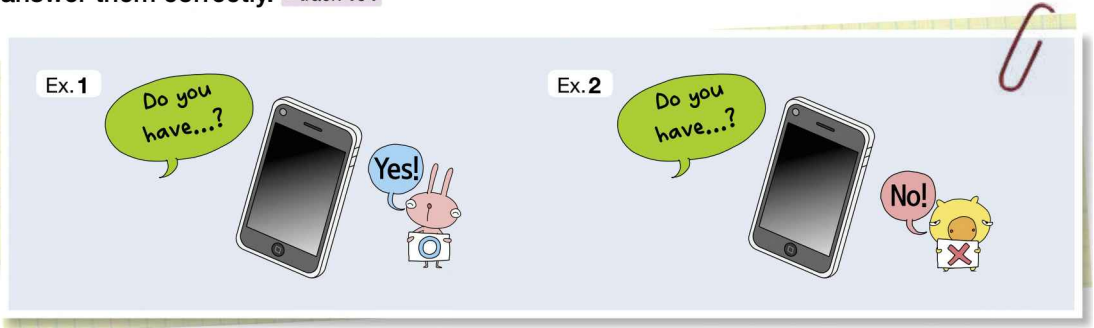 answer them correctly.
Ex.1
Do you
have...?
Yes!
Ex.2
Do you
have...?
No!